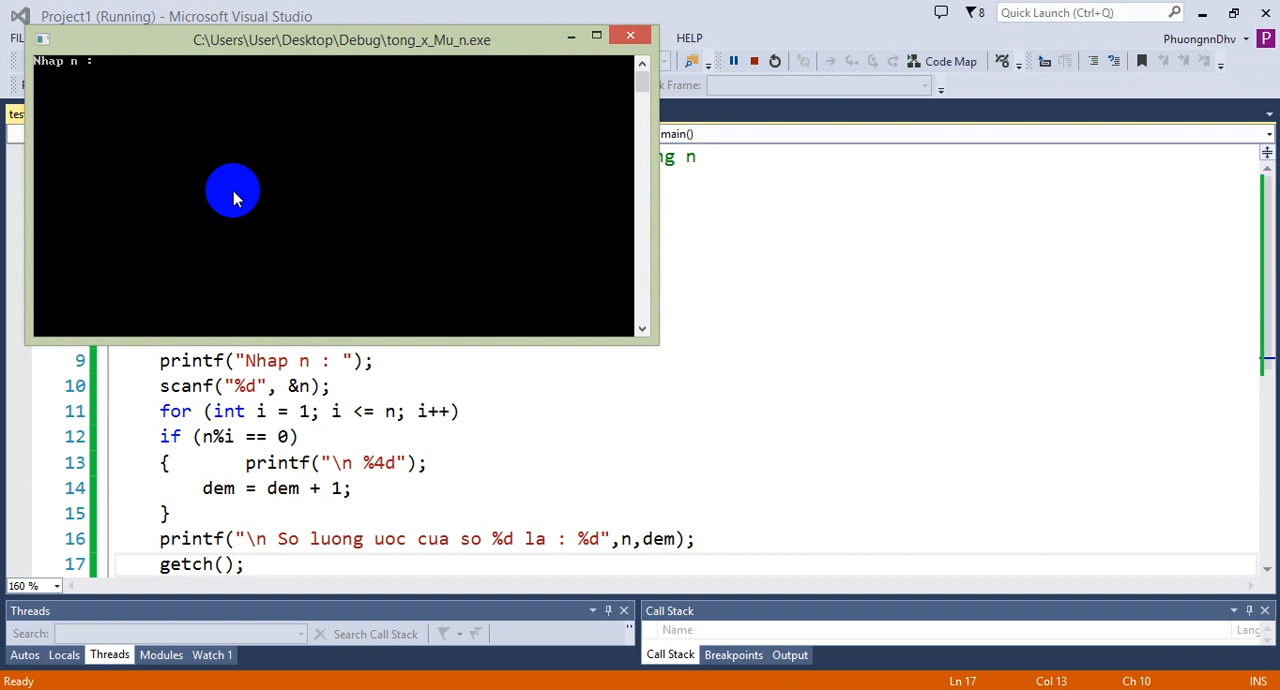 Project1 (Running) - Microsoft Visual Studio
8
Quick Launch (Ctrl+Q)
C:\Users\User\Desktop\Debug\tong_x_Mu_n.exe
HELP
PhuongnnDhv
P
Nhap n :
Code Map
k Frame:
tes
main()
ng n
9 printf("Nhap n : ");
10 scanf("%d", &n);
11 for (int i = 1; i <= n; i++)
12 if (n%i == 0)
13 { printf("\n %4d");
14 dem = dem + 1;
15 }
16 printf("\n So luong uoc cua so %d la : %d",n,dem);
17 getch();
160 %
Threads
Call Stack
Search:
Search Call Stack
Name
Lang
Autos Locals Threads Modules Watch 1
Call Stack Breakpoints Output
Ready
Ln 17 Col 13 Ch 10 INS